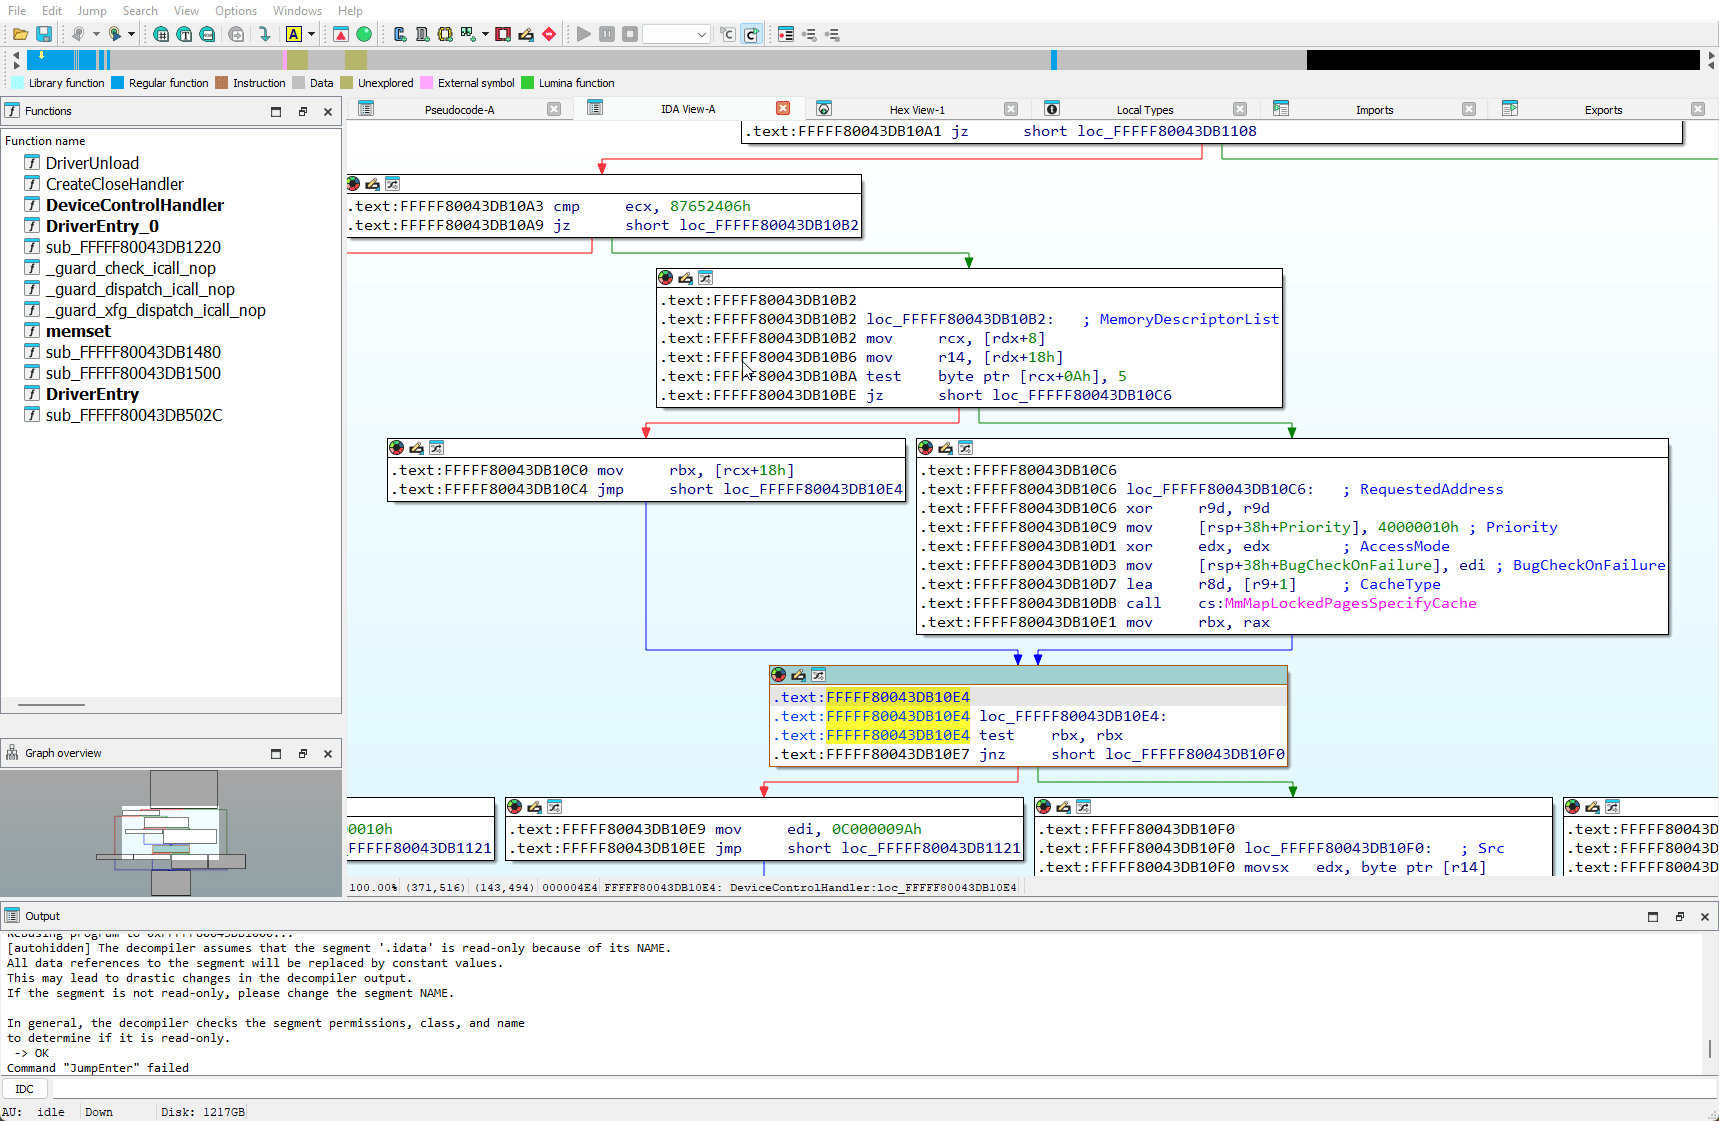 File Edit Jump Search View Options Windows Help
Library function Regular function Instruction Data Unexplored External symbol Lumina function
Functions
Function name
DriverUnload
CreateCloseHandler
DeviceControlHandler
DriverEntry_0
sub_FFFFF80043DB1220
_guard_check_icall_nop
_guard_dispatch_icall_nop
_guard_xfg_dispatch_icall_nop
memset
sub_FFFFF80043DB1480
sub_FFFFF80043DB1500
DriverEntry
sub_FFFFF80043DB502C
Graph overview
Pseudocode-A IDA View-A Hex View-1 Local Types Imports Exports
.text:FFFFF80043DB10A1 jz short loc_FFFFF80043DB1108
.text:FFFFF80043DB10A3 cmp ecx, 87652406h
.text:FFFFF80043DB10A9 jz short loc_FFFFF80043DB10B2
.text:FFFFF80043DB10B2
.text:FFFFF80043DB10B2 loc_FFFFF80043DB10B2: ; MemoryDescriptorList
.text:FFFFF80043DB10B2 mov rcx, [rdx+8]
.text:FFFFF80043DB10B6 mov r14, [rdx+18h]
.text:FFFFF80043DB10BA test byte ptr [rcx+0Ah], 5
.text:FFFFF80043DB10BE jz short loc_FFFFF80043DB10C6
.text:FFFFF80043DB10C0 mov rbx, [rcx+18h]
.text:FFFFF80043DB10C4 jmp short loc_FFFFF80043DB10E4
.text:FFFFF80043DB10C6
.text:FFFFF80043DB10C6 loc_FFFFF80043DB10C6: ; RequestedAddress
.text:FFFFF80043DB10C6 xor r9d, r9d
.text:FFFFF80043DB10C9 mov [rsp+38h+Priority], 40000010h ; Priority
.text:FFFFF80043DB10D1 xor edx, edx ; AccessMode
.text:FFFFF80043DB10D3 mov [rsp+38h+BugCheckOnFailure], edi ; BugCheckOnFailure
.text:FFFFF80043DB10D7 lea r8d, [r9+1] ; CacheType
.text:FFFFF80043DB10DB call cs:MmMapLockedPagesSpecifyCache
.text:FFFFF80043DB10E1 mov rbx, rax
.text:FFFFF80043DB10E4
.text:FFFFF80043DB10E4 loc_FFFFF80043DB10E4:
.text:FFFFF80043DB10E4 test rbx, rbx
.text:FFFFF80043DB10E7 jnz short loc_FFFFF80043DB10F0
0010h
FFFFF80043DB1121
.text:FFFFF80043DB10E9 mov edi, 0C000009Ah
.text:FFFFF80043DB10EE jmp short loc_FFFFF80043DB1121
.text:FFFFF80043DB10F0
.text:FFFFF80043DB10F0 loc_FFFFF80043DB10F0: ; Src
.text:FFFFF80043DB10F0 movsx edx, byte ptr [r14]
.text:FFFFF80043D
.text:FFFFF80043D
.text:FFFFF80043D
100.00% (371,516) (143,494) 000004E4 FFFFF80043DB10E4: DeviceControlHandler:loc_FFFFF80043DB10E4
Output
[autohidden] The decompiler assumes that the segment '.idata' is read-only because of its NAME.
All data references to the segment will be replaced by constant values.
This may lead to drastic changes in the decompiler output.
If the segment is not read-only, please change the segment NAME.
In general, the decompiler checks the segment permissions, class, and name
to determine if it is read-only.
-> OK
Command "JumpEnter" failed
IDC
AU: idle Down Disk: 1217GB